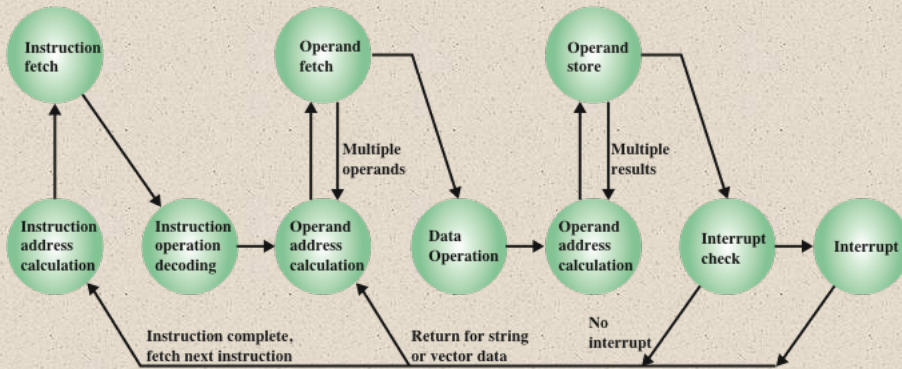 Instruction
fetch
Operand
fetch
Operand
store
Multiple
operands
Multiple
results
Instruction
address
calculation
Instruction
operation
decoding
Operand
address
calculation
Data
Operation
Operand
address
calculation
Interrupt
check
Interrupt
Instruction complete,
fetch next instruction
Return for string
or vector data
No
interrupt